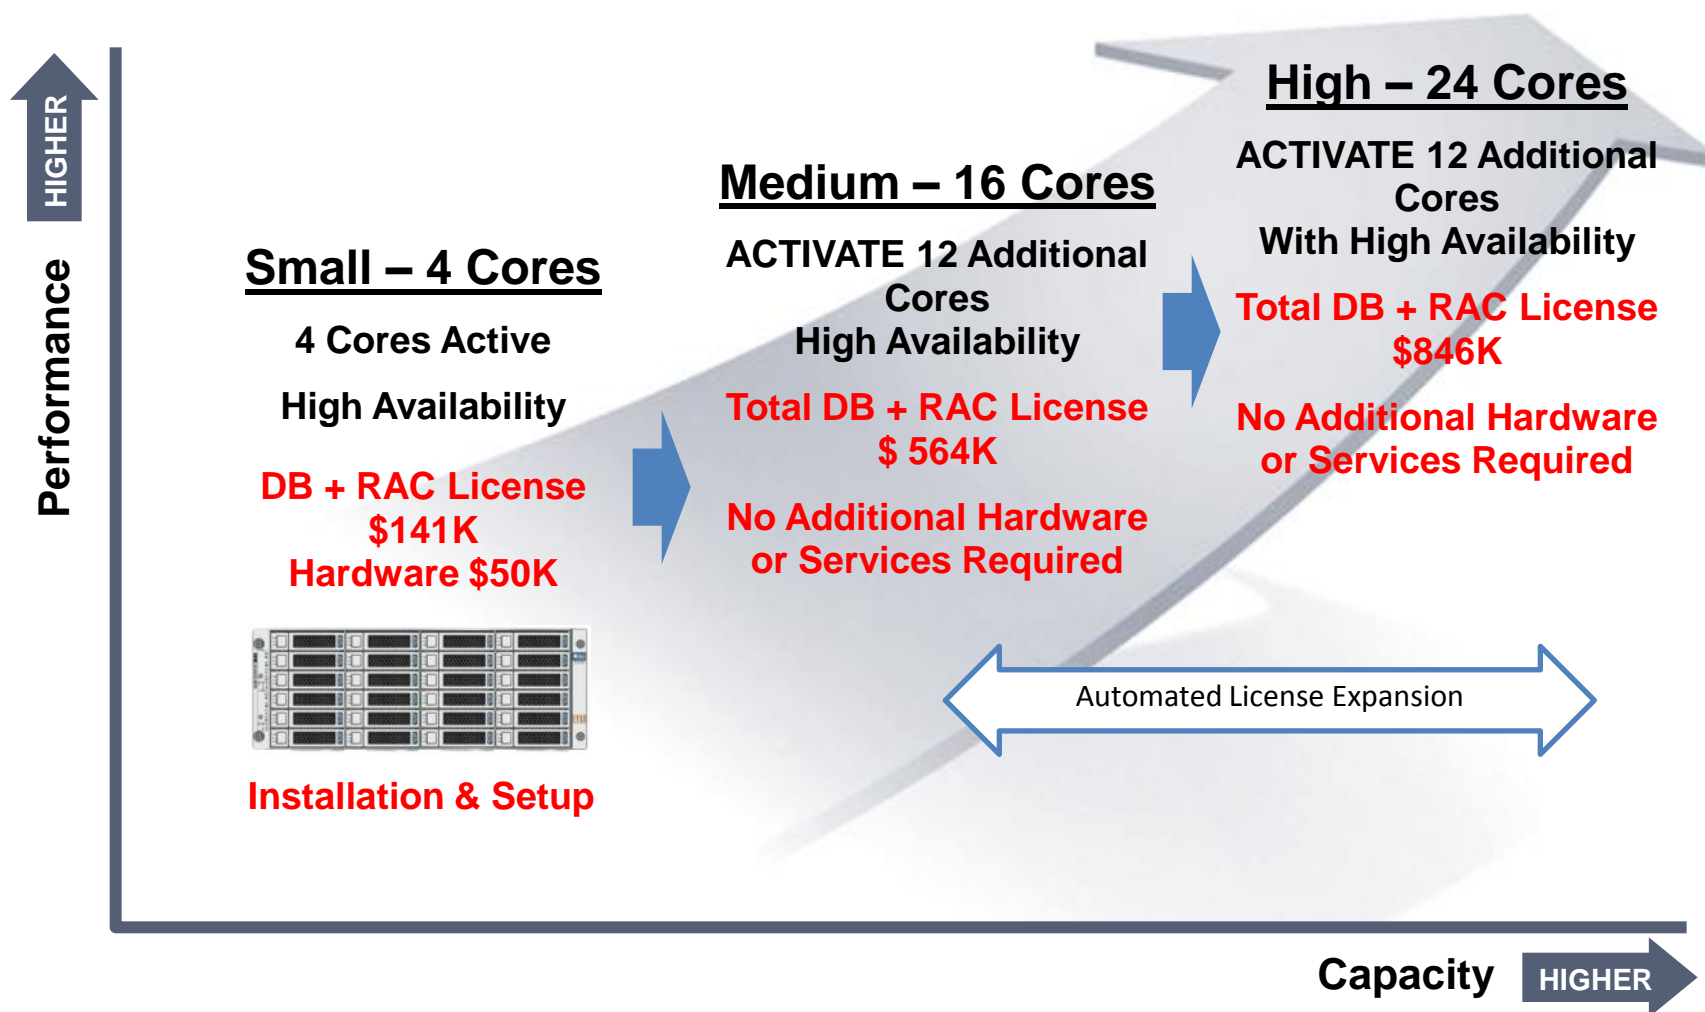 HIGHER
Performance
Small – 4 Cores
4 Cores Active
High Availability
DB + RAC License
$141K
Hardware $50K
Installation & Setup
Medium – 16 Cores
ACTIVATE 12 Additional
Cores
High Availability
Total DB + RAC License
$ 564K
No Additional Hardware
or Services Required
High – 24 Cores
ACTIVATE 12 Additional
Cores
With High Availability
Total DB + RAC License
$846K
No Additional Hardware
or Services Required
Automated License Expansion
Capacity
HIGHER